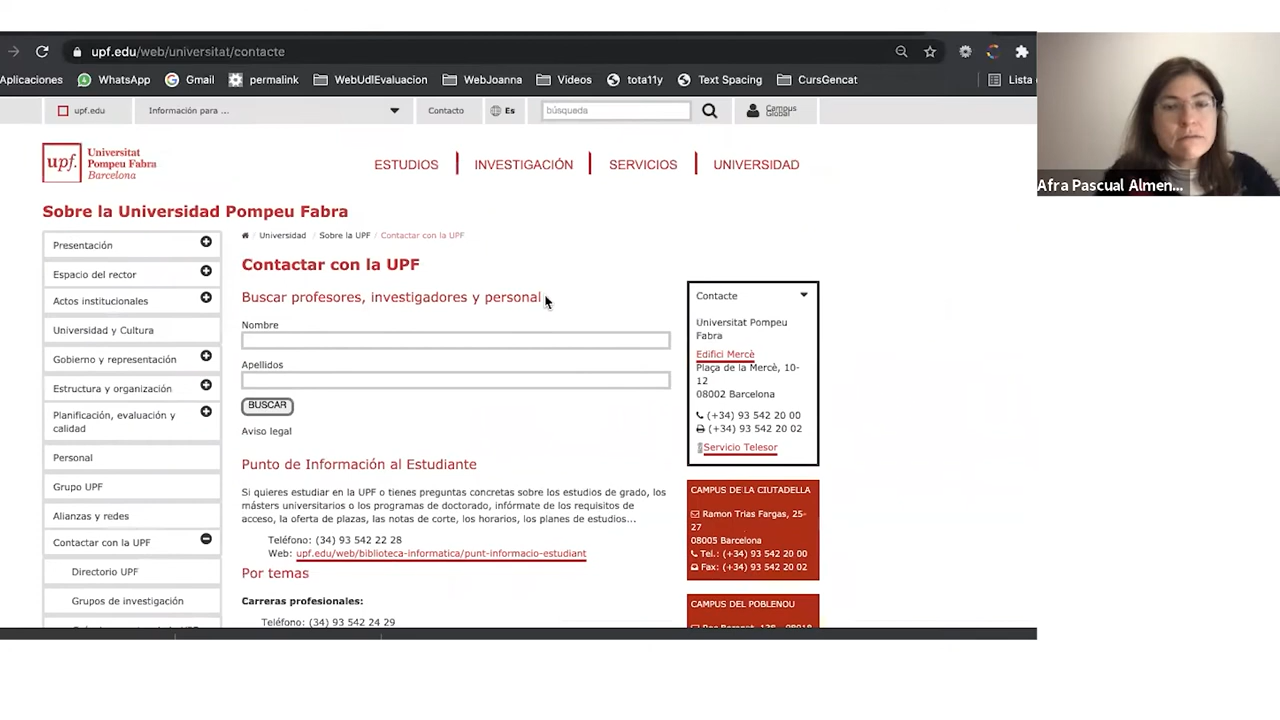 upf.edu/web/universitat/contacte
Aplicaciones WhatsApp Gmail permalink WebUdlEvaluacion WebJoanna Videos tota11y Text Spacing CursGencat Lista
upf.edu Información para ... Contacto Es búsqueda Campus Global
upf. Universitat
Pompeu Fabra
Barcelona
ESTUDIOS INVESTIGACIÓN SERVICIOS UNIVERSIDAD
Afra Pascual Almen...
Sobre la Universidad Pompeu Fabra
Presentación
Espacio del rector
Actos institucionales
Universidad y Cultura
Gobierno y representación
Estructura y organización
Planificación, evaluación y
calidad
Personal
Grupo UPF
Alianzas y redes
Contactar con la UPF
Directorio UPF
Grupos de investigación
Universidad Sobre la UPF / Contactar con la UPF
Contactar con la UPF
Buscar profesores, investigadores y personal
Nombre
Apellidos
BUSCAR
Aviso legal
Punto de Información al Estudiante
Si quieres estudiar en la UPF o tienes preguntas concretas sobre los estudios de grado, los
másters universitarios o los programas de doctorado, infórmate de los requisitos de
acceso, la oferta de plazas, las notas de corte, los horarios, los planes de estudios...
Teléfono: (34) 93 542 22 28
Web: upf.edu/web/biblioteca-informatica/punt-informacio-estudiant
Por temas
Carreras profesionales:
Teléfono: (34) 93 542 24 29
Contacte
Universitat Pompeu
Fabra
Edifici Mercè
Plaça de la Mercè, 10-
12
08002 Barcelona
(+34) 93 542 20 00
(+34) 93 542 20 02
Servicio Telesor
CAMPUS DE LA CIUTADELLA
Ramon Trias Fargas, 25-
27
08005 Barcelona
Tel.: (+34) 93 542 20 00
Fax: (+34) 93 542 20 02
CAMPUS DEL POBLENOU